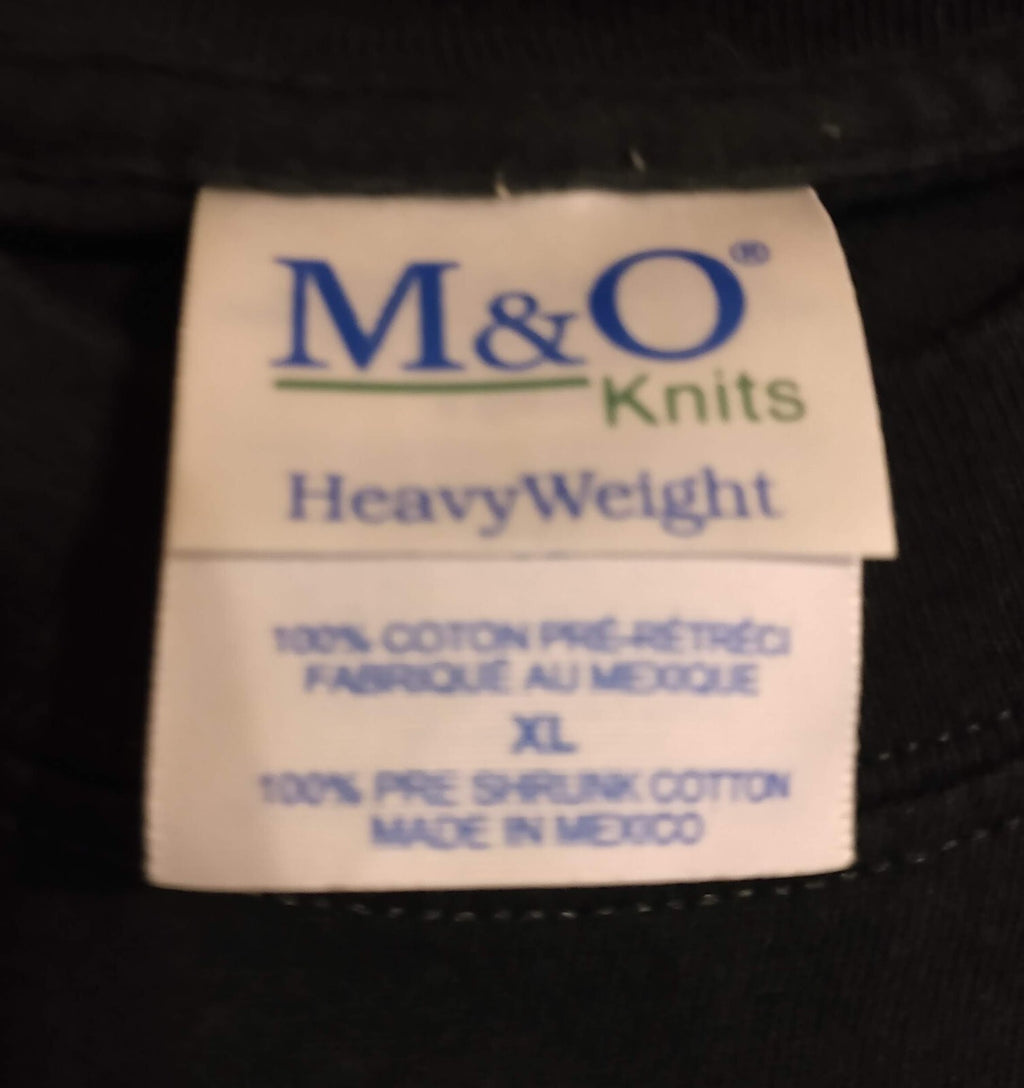 M&O®
Knits
HeavyWeight
100% COTON PRÉ-RÉTRÉCI
FABRIQUÉ AU MEXIQUE
XL
100% PRE SHRUNK COTTON
MADE IN MEXICO